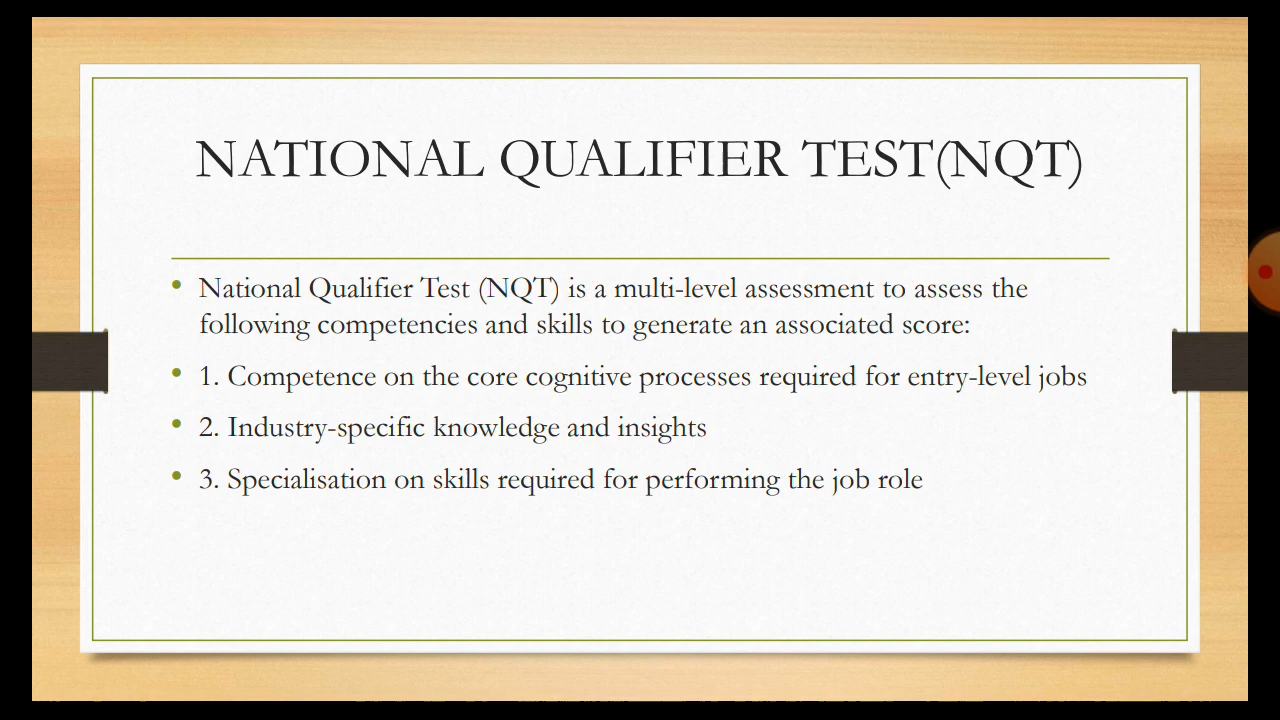 NATIONAL QUALIFIER TEST(NQT)
• National Qualifier Test (NQT) is a multi-level assessment to assess the
following competencies and skills to generate an associated score:
• 1. Competence on the core cognitive processes required for entry-level jobs
• 2. Industry-specific knowledge and insights
• 3. Specialisation on skills required for performing the job role